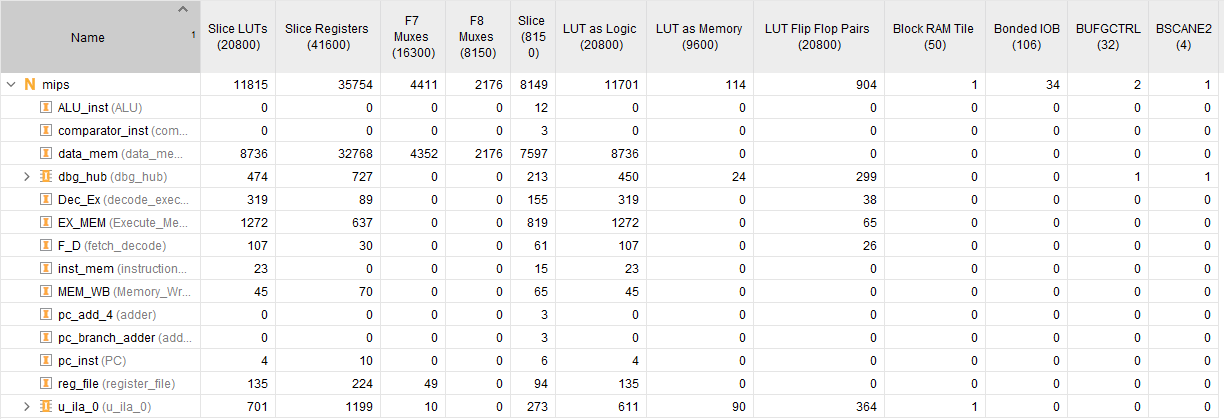 Name 1 Slice LUTs (20800) Slice Registers (41600) F7 Muxes (16300) F8 Muxes (8150) Slice (815 0) LUT as Logic (20800) LUT as Memory (9600) LUT Flip Flop Pairs (20800) Block RAM Tile (50) Bonded IOB (106) BUFGCTRL (32) BSCANE2 (4)
N mips 11815 35754 4411 2176 8149 11701 114 904 1 34 2 1
I ALU_inst (ALU) 0 0 0 0 12 0 0 0 0 0 0 0
I comparator_inst (com... 0 0 0 0 3 0 0 0 0 0 0 0
I data_mem (data_me... 8736 32768 4352 2176 7597 8736 0 0 0 0 0 0
I dbg_hub (dbg_hub) 474 727 0 0 213 450 24 299 0 0 1 1
I Dec_Ex (decode_exec... 319 89 0 0 155 319 0 38 0 0 0 0
I EX_MEM (Execute_Me... 1272 637 0 0 819 1272 0 65 0 0 0 0
I F_D (fetch_decode) 107 30 0 0 61 107 0 26 0 0 0 0
I inst_mem (instruction... 23 0 0 0 15 23 0 0 0 0 0 0
I MEM_WB (Memory_Wr... 45 70 0 0 65 45 0 0 0 0 0 0
I pc_add_4 (adder) 0 0 0 0 3 0 0 0 0 0 0 0
I pc_branch_adder (add... 0 0 0 0 3 0 0 0 0 0 0 0
I pc_inst (PC) 4 10 0 0 6 4 0 0 0 0 0 0
I reg_file (register_file) 135 224 49 0 94 135 0 0 0 0 0 0
I u_ila_0 (u_ila_0) 701 1199 10 0 273 611 90 364 1 0 0 0